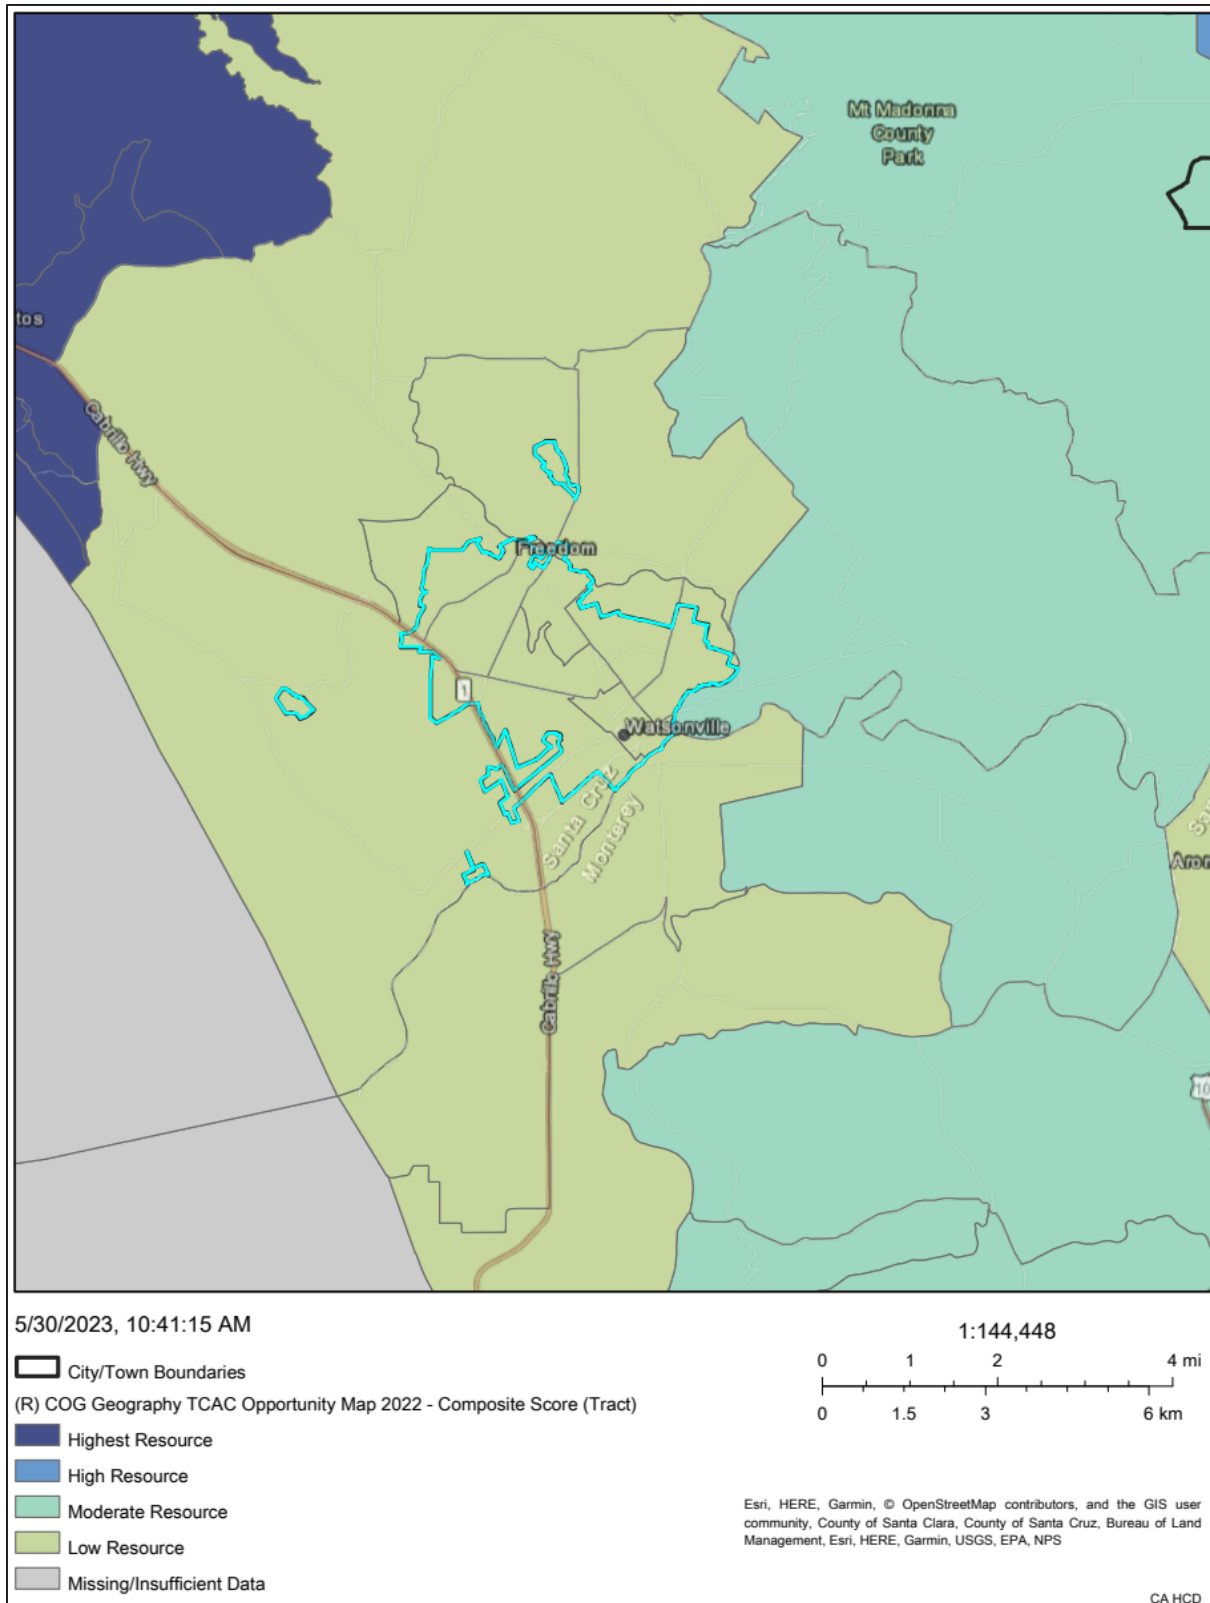 Mt Madonna
County
Park
tos
Cabrillo Hwy
Freedom
1
Watsonville
Santa Cruz
Monterey
Aron
Cabrillo Hwy
10
5/30/2023, 10:41:15 AM
City/Town Boundaries
(R) COG Geography TCAC Opportunity Map 2022 - Composite Score (Tract)
Highest Resource
High Resource
Moderate Resource
Low Resource
Missing/Insufficient Data
1:144,448
0 1 2 4 mi
0 1.5 3 6 km
Esri, HERE, Garmin, © OpenStreetMap contributors, and the GIS user
community, County of Santa Clara, County of Santa Cruz, Bureau of Land
Management, Esri, HERE, Garmin, USGS, EPA, NPS
CA HCD